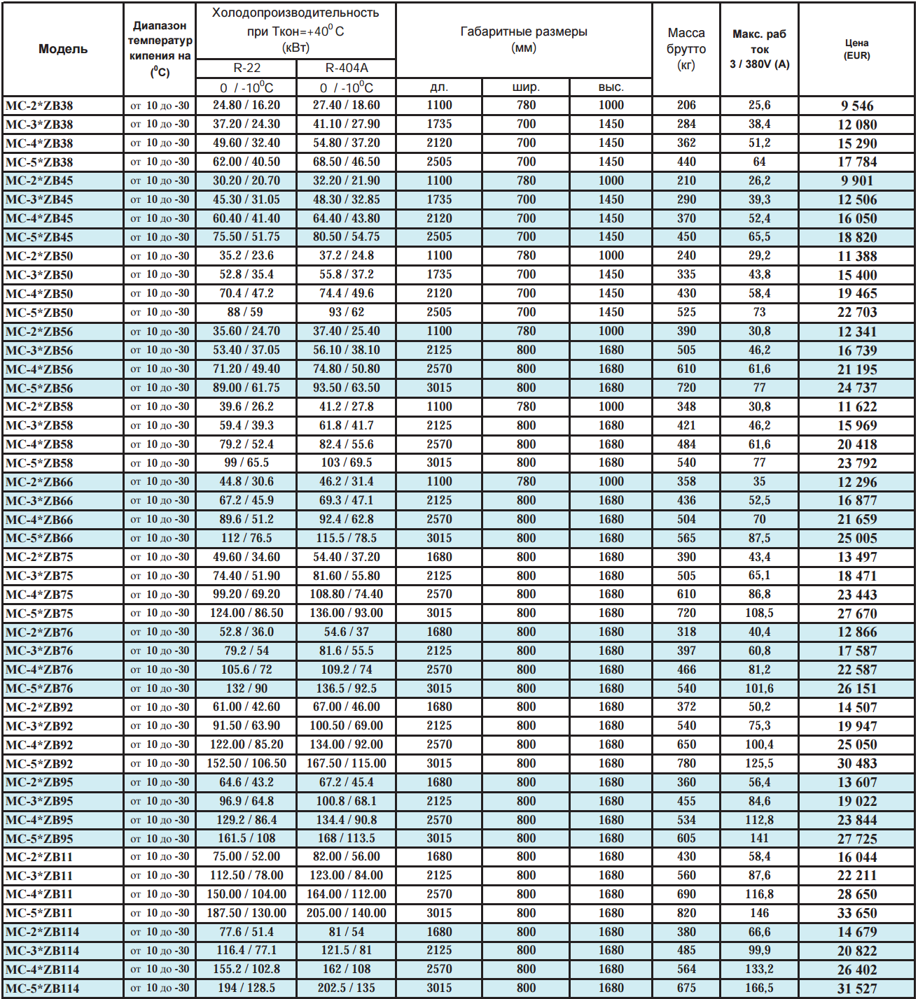 Модель
Диапазон
температур
кипения на
(⁰C)
Холодопроизводительность
при Ткон=+40⁰ С
(кВт)
R-22 R-404A
0 / -10⁰C 0 / -10⁰C
Габаритные размеры
(мм)
дл. шир. выс.
Масса
брутто
(кг)
Макс. раб
ток
3 / 380V (A)
Цена
(EUR)
MC-2*ZB38 от 10 до -30 24.80 / 16.20 27.40 / 18.60 1100 780 1000 206 25,6 9 546
MC-3*ZB38 от 10 до -30 37.20 / 24.30 41.10 / 27.90 1735 700 1450 284 38,4 12 080
MC-4*ZB38 от 10 до -30 49.60 / 32.40 54.80 / 37.20 2120 700 1450 362 51,2 15 290
MC-5*ZB38 от 10 до -30 62.00 / 40.50 68.50 / 46.50 2505 700 1450 440 64 17 784
MC-2*ZB45 от 10 до -30 30.20 / 20.70 32.20 / 21.90 1100 780 1000 210 26,2 9 901
MC-3*ZB45 от 10 до -30 45.30 / 31.05 48.30 / 32.85 1735 700 1450 290 39,3 12 506
MC-4*ZB45 от 10 до -30 60.40 / 41.40 64.40 / 43.80 2120 700 1450 370 52,4 16 050
MC-5*ZB45 от 10 до -30 75.50 / 51.75 80.50 / 54.75 2505 700 1450 450 65,5 18 820
MC-2*ZB50 от 10 до -30 35.2 / 23.6 37.2 / 24.8 1100 780 1000 240 29,2 11 388
MC-3*ZB50 от 10 до -30 52.8 / 35.4 55.8 / 37.2 1735 700 1450 335 43,8 15 400
MC-4*ZB50 от 10 до -30 70.4 / 47.2 74.4 / 49.6 2120 700 1450 430 58,4 19 465
MC-5*ZB50 от 10 до -30 88 / 59 93 / 62 2505 700 1450 525 73 22 703
MC-2*ZB56 от 10 до -30 35.60 / 24.70 37.40 / 25.40 1100 780 1000 390 30,8 12 341
MC-3*ZB56 от 10 до -30 53.40 / 37.05 56.10 / 38.10 2125 800 1680 505 46,2 16 739
MC-4*ZB56 от 10 до -30 71.20 / 49.40 74.80 / 50.80 2570 800 1680 610 61,6 21 195
MC-5*ZB56 от 10 до -30 89.00 / 61.75 93.50 / 63.50 3015 800 1680 720 77 24 737
MC-2*ZB58 от 10 до -30 39.6 / 26.2 41.2 / 27.8 1100 780 1000 348 30,8 11 622
MC-3*ZB58 от 10 до -30 59.4 / 39.3 61.8 / 41.7 2125 800 1680 421 46,2 15 969
MC-4*ZB58 от 10 до -30 79.2 / 52.4 82.4 / 55.6 2570 800 1680 484 61,6 20 418
MC-5*ZB58 от 10 до -30 99 / 65.5 103 / 69.5 3015 800 1680 540 77 23 792
MC-2*ZB66 от 10 до -30 44.8 / 30.6 46.2 / 31.4 1100 780 1000 358 35 12 296
MC-3*ZB66 от 10 до -30 67.2 / 45.9 69.3 / 47.1 2125 800 1680 436 52,5 16 877
MC-4*ZB66 от 10 до -30 89.6 / 51.2 92.4 / 62.8 2570 800 1680 504 70 21 659
MC-5*ZB66 от 10 до -30 112 / 76.5 115.5 / 78.5 3015 800 1680 565 87,5 25 005
MC-2*ZB75 от 10 до -30 49.60 / 34.60 54.40 / 37.20 1680 800 1680 390 43,4 13 497
MC-3*ZB75 от 10 до -30 74.40 / 51.90 81.60 / 55.80 2125 800 1680 505 65,1 18 471
MC-4*ZB75 от 10 до -30 99.20 / 69.20 108.80 / 74.40 2570 800 1680 610 86,8 23 443
MC-5*ZB75 от 10 до -30 124.00 / 86.50 136.00 / 93.00 3015 800 1680 720 108,5 27 670
MC-2*ZB76 от 10 до -30 52.8 / 36.0 54.6 / 37 1680 800 1680 318 40,4 12 866
MC-3*ZB76 от 10 до -30 79.2 / 54 81.6 / 55.5 2125 800 1680 397 60,8 17 587
MC-4*ZB76 от 10 до -30 105.6 / 72 109.2 / 74 2570 800 1680 466 81,2 22 587
MC-5*ZB76 от 10 до -30 132 / 90 136.5 / 92.5 3015 800 1680 540 101,6 26 151
MC-2*ZB92 от 10 до -30 61.00 / 42.60 67.00 / 46.00 1680 800 1680 372 50,2 14 507
MC-3*ZB92 от 10 до -30 91.50 / 63.90 100.50 / 69.00 2125 800 1680 540 75,3 19 947
MC-4*ZB92 от 10 до -30 122.00 / 85.20 134.00 / 92.00 2570 800 1680 650 100,4 25 050
MC-5*ZB92 от 10 до -30 152.50 / 106.50 167.50 / 115.00 3015 800 1680 780 125,5 30 483
MC-2*ZB95 от 10 до -30 64.6 / 43.2 67.2 / 45.4 1680 800 1680 360 56,4 13 607
MC-3*ZB95 от 10 до -30 96.9 / 64.8 100.8 / 68.1 2125 800 1680 455 84,6 19 022
MC-4*ZB95 от 10 до -30 129.2 / 86.4 134.4 / 90.8 2570 800 1680 534 112,8 23 844
MC-5*ZB95 от 10 до -30 161.5 / 108 168 / 113.5 3015 800 1680 605 141 27 725
MC-2*ZB11 от 10 до -30 75.00 / 52.00 82.00 / 56.00 1680 800 1680 430 58,4 16 044
MC-3*ZB11 от 10 до -30 112.50 / 78.00 123.00 / 84.00 2125 800 1680 560 87,6 22 211
MC-4*ZB11 от 10 до -30 150.00 / 104.00 164.00 / 112.00 2570 800 1680 690 116,8 28 650
MC-5*ZB11 от 10 до -30 187.50 / 130.00 205.00 / 140.00 3015 800 1680 820 146 33 650
MC-2*ZB114 от 10 до -30 77.6 / 51.4 81 / 54 1680 800 1680 380 66,6 14 679
MC-3*ZB114 от 10 до -30 116.4 / 77.1 121.5 / 81 2125 800 1680 485 99,9 20 822
MC-4*ZB114 от 10 до -30 155.2 / 102.8 162 / 108 2570 800 1680 564 133,2 26 402
MC-5*ZB114 от 10 до -30 194 / 128.5 202.5 / 135 3015 800 1680 675 166,5 31 527